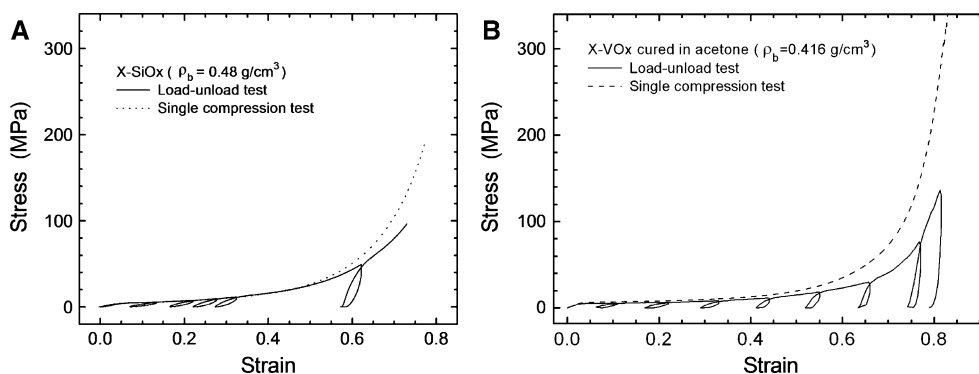 A
X-SiOx ( ρb = 0.48 g/cm3)
Load-unload test
Single compression test
Stress (MPa)
300
200
100
0
0.0 0.2 0.4 0.6 0.8
Strain
B
X-VOx cured in acetone ( ρb=0.416 g/cm3)
Load-unload test
Single compression test
Stress (MPa)
300
200
100
0
0.0 0.2 0.4 0.6 0.8
Strain